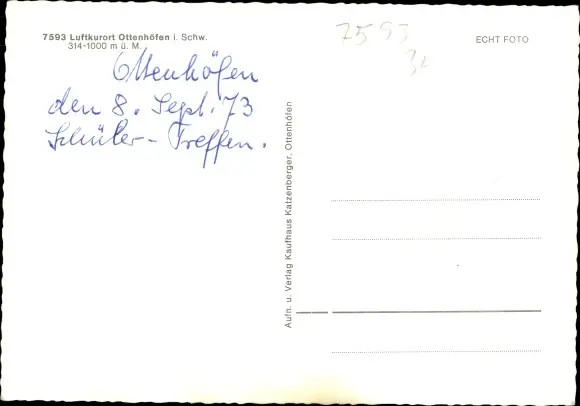 7593 Luftkurort Ottenhöfen i. Schw.
314-1000 m ü. M.
Ottenhöfen
den 8. Sept. 73
Schüler-Treffen.
7593
ECHT FOTO
Aufn. u. Verlag Kaufhaus Katzenberger, Ottenhöfen